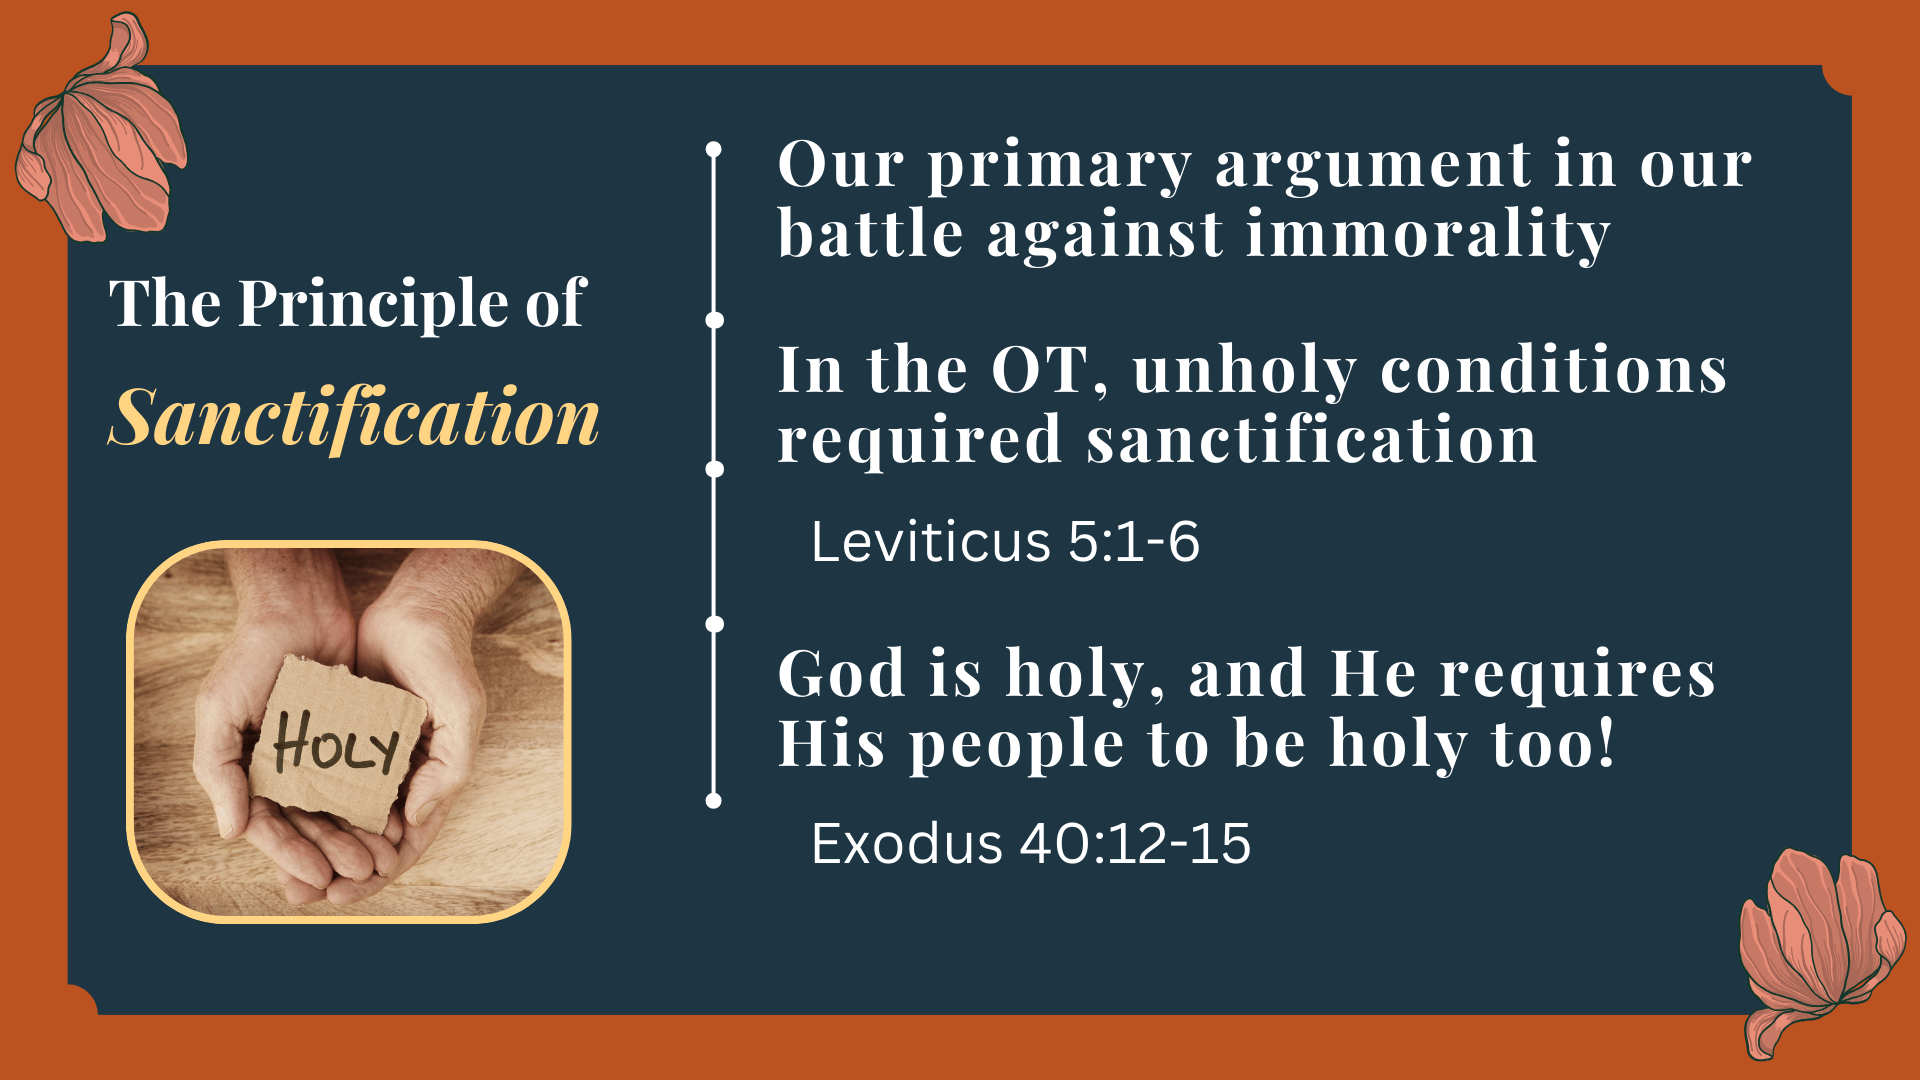 The Principle of
Sanctification
HOLY
Our primary argument in our
battle against immorality
In the OT, unholy conditions
required sanctification
Leviticus 5:1-6
God is holy, and He requires
His people to be holy too!
Exodus 40:12-15